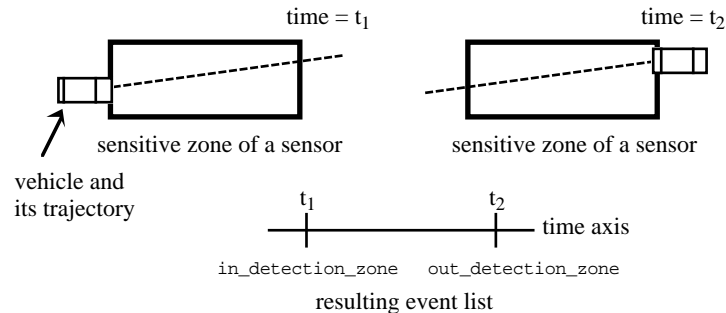 time = t1
time = t2
sensitive zone of a sensor
sensitive zone of a sensor
vehicle and
its trajectory
t1
t2
time axis
in_detection_zone
out_detection_zone
resulting event list